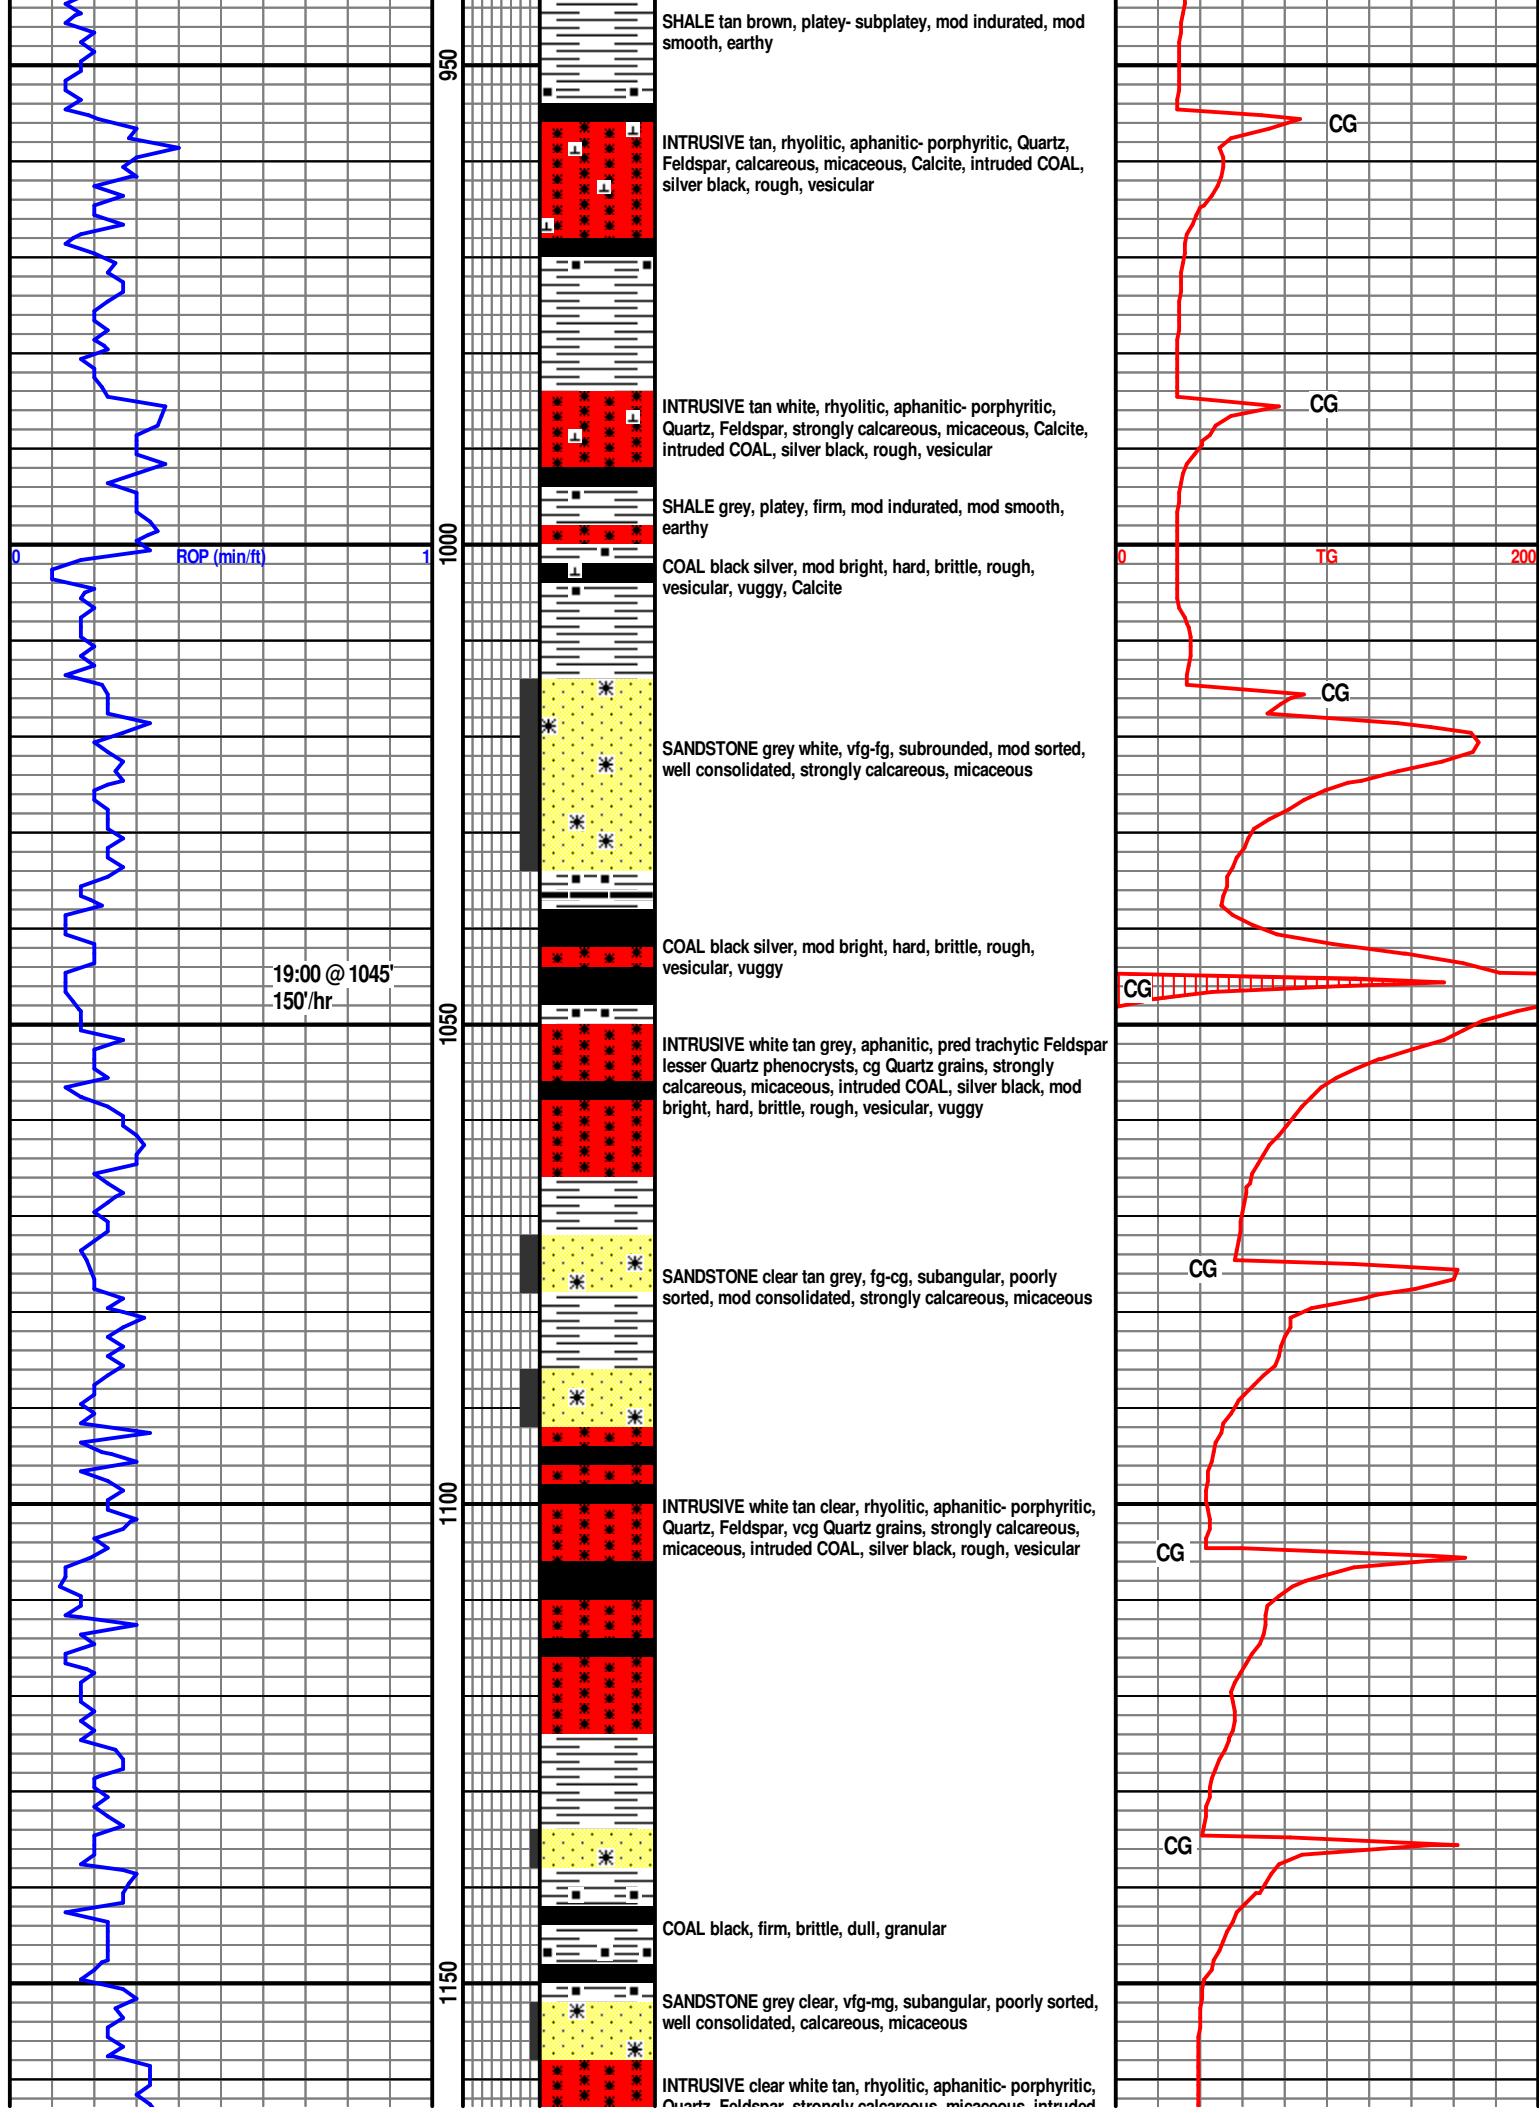 SHALE tan brown, platey- subplatey, mod indurated, mod
smooth, earthy
950
CG
INTRUSIVE tan, rhyolitic, aphanitic- porphyritic, Quartz,
Feldspar, calcareous, micaceous, Calcite, intruded COAL,
silver black, rough, vesicular
CG
INTRUSIVE tan white, rhyolitic, aphanitic- porphyritic,
Quartz, Feldspar, strongly calcareous, micaceous, Calcite,
intruded COAL, silver black, rough, vesicular
SHALE grey, platey, firm, mod indurated, mod smooth,
earthy
1000
0 ROP (min/ft) 1
0 TG 200
COAL black silver, mod bright, hard, brittle, rough,
vesicular, vuggy, Calcite
CG
SANDSTONE grey white, vfg-fg, subrounded, mod sorted,
well consolidated, strongly calcareous, micaceous
COAL black silver, mod bright, hard, brittle, rough,
vesicular, vuggy
19:00 @ 1045'
150'/hr
CG
1050
INTRUSIVE white tan grey, aphanitic, pred trachytic Feldspar
lesser Quartz phenocrysts, cg Quartz grains, strongly
calcareous, micaceous, intruded COAL, silver black, mod
bright, hard, brittle, rough, vesicular, vuggy
CG
SANDSTONE clear tan grey, fg-cg, subangular, poorly
sorted, mod consolidated, strongly calcareous, micaceous
1100
INTRUSIVE white tan clear, rhyolitic, aphanitic- porphyritic,
Quartz, Feldspar, vcg Quartz grains, strongly calcareous,
micaceous, intruded COAL, silver black, rough, vesicular
CG
CG
COAL black, firm, brittle, dull, granular
1150
SANDSTONE grey clear, vfg-mg, subangular, poorly sorted,
well consolidated, calcareous, micaceous
INTRUSIVE clear white tan, rhyolitic, aphanitic- porphyritic,
Quartz, Feldspar, strongly calcareous, micaceous, intruded